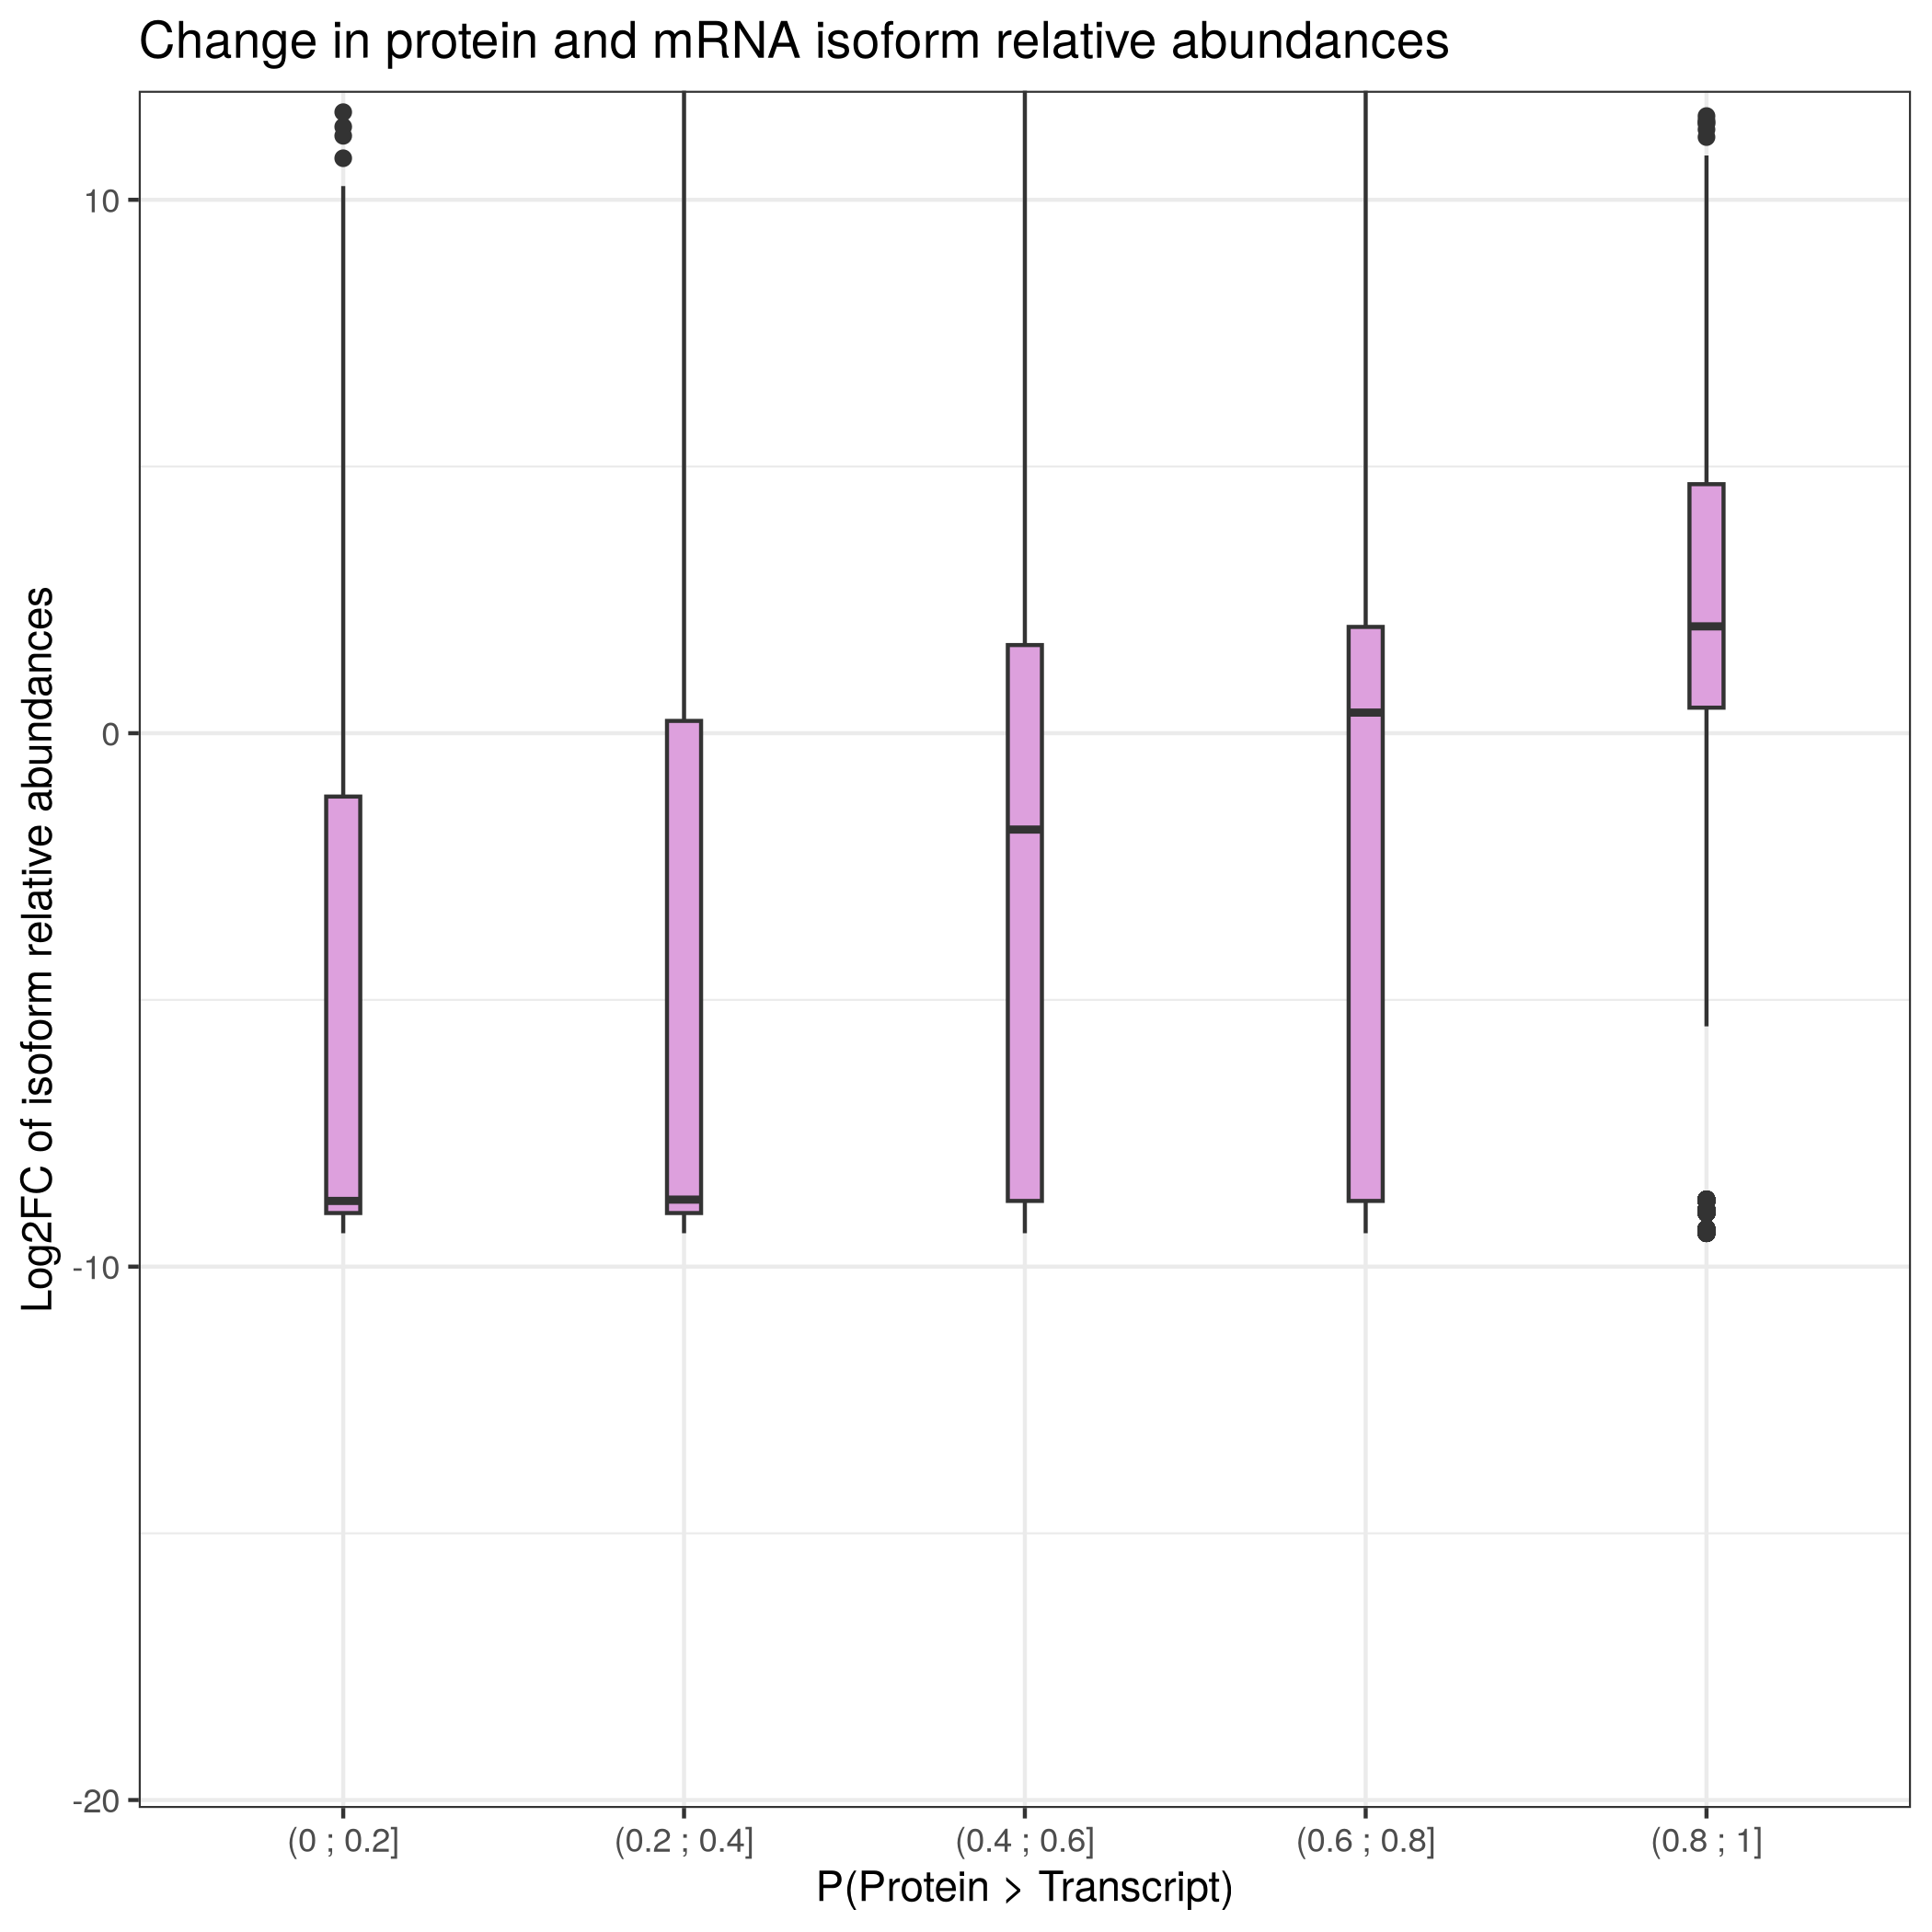 Change in protein and mRNA isoform relative abundances
Log2FC of isoform relative abundances
10
0
-10
-20
(0 ; 0.2]
(0.2 ; 0.4]
(0.4 ; 0.6]
(0.6 ; 0.8]
(0.8 ; 1]
P(Protein > Transcript)